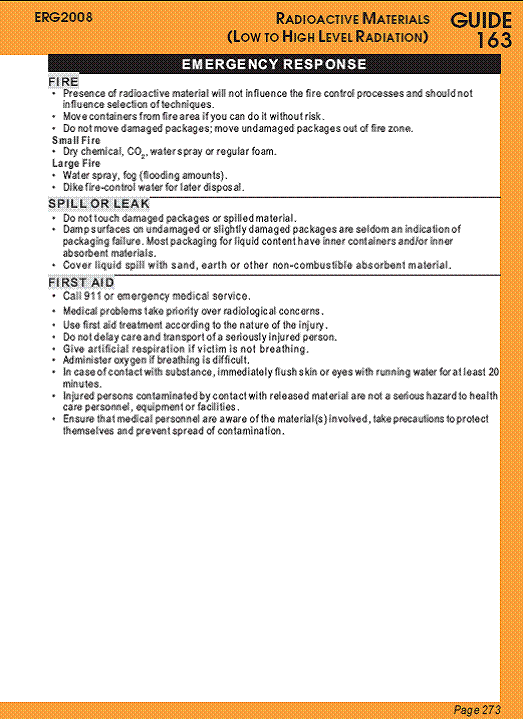 ERG2008
RADIOACTIVE MATERIALS
(LOW TO HIGH LEVEL RADIATION)
GUIDE
163
EMERGENCY RESPONSE
FIRE
• Presence of radioactive material will not influence the fire control processes and should not
influence selection of techniques.
• Move containers from fire area if you can do it without risk.
• Do not move damaged packages; move undamaged packages out of fire zone.
Small Fire
• Dry chemical, CO2, water spray or regular foam.
Large Fire
• Water spray, fog (flooding amounts).
• Dike fire-control water for later disposal.
SPILL OR LEAK
• Do not touch damaged packages or spilled material.
• Damp surfaces on undamaged or slightly damaged packages are seldom an indication of
packaging failure. Most packaging for liquid content have inner containers and/or inner
absorbent materials.
• Cover liquid spill with sand, earth or other non-combustible absorbent material.
FIRST AID
• Call 911 or emergency medical service.
• Medical problems take priority over radiological concerns.
• Use first aid treatment according to the nature of the injury.
• Do not delay care and transport of a seriously injured person.
• Give artificial respiration if victim is not breathing.
• Administer oxygen if breathing is difficult.
• In case of contact with substance, immediately flush skin or eyes with running water for at least 20
minutes.
• Injured persons contaminated by contact with released material are not a serious hazard to health
care personnel, equipment or facilities.
• Ensure that medical personnel are aware of the material(s) involved, take precautions to protect
themselves and prevent spread of contamination.
Page 273